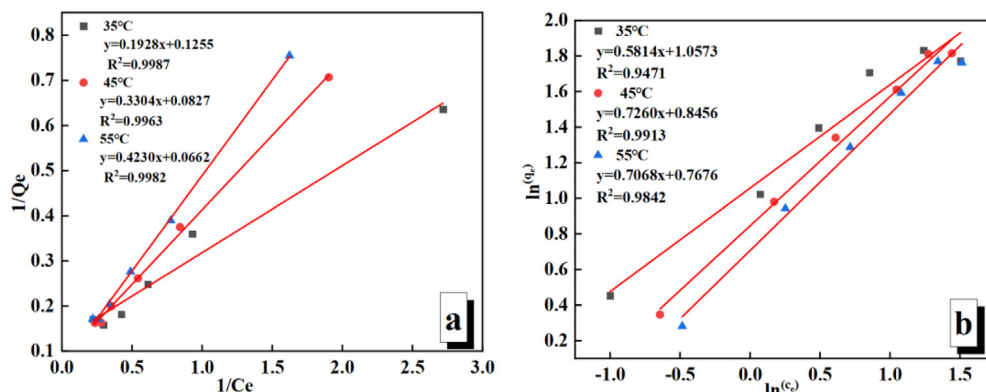 35°C
y=0.1928x+0.1255
R²=0.9987
45°C
y=0.3304x+0.0827
R²=0.9963
55°C
y=0.4230x+0.0662
R²=0.9982
1/Qe
0.8
0.7
0.6
0.5
0.4
0.3
0.2
0.1
0.0 0.5 1.0 1.5 2.0 2.5 3.0
1/Ce
a
35°C
y=0.5814x+1.0573
R²=0.9471
45°C
y=0.7260x+0.8456
R²=0.9913
55°C
y=0.7068x+0.7676
R²=0.9842
ln(qe)
2.0
1.8
1.6
1.4
1.2
1.0
0.8
0.6
0.4
0.2
-1.0 -0.5 0.0 0.5 1.0 1.5
ln(ce)
b